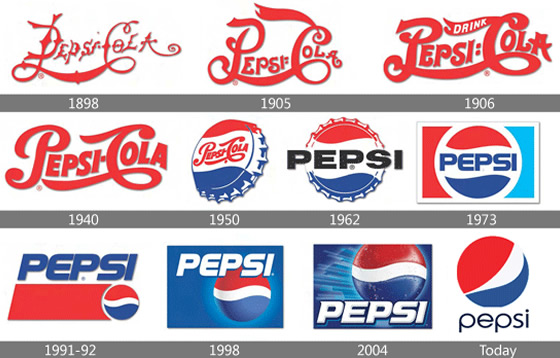 Pepsi-Cola
1898
Pepsi:Cola
1905
DRINK
Pepsi:Cola
1906
Pepsi-Cola
1940
Pepsi-Cola
1950
PEPSI
1962
PEPSI
1973
PEPSI
1991-92
PEPSI
1998
PEPSI
2004
pepsi
Today